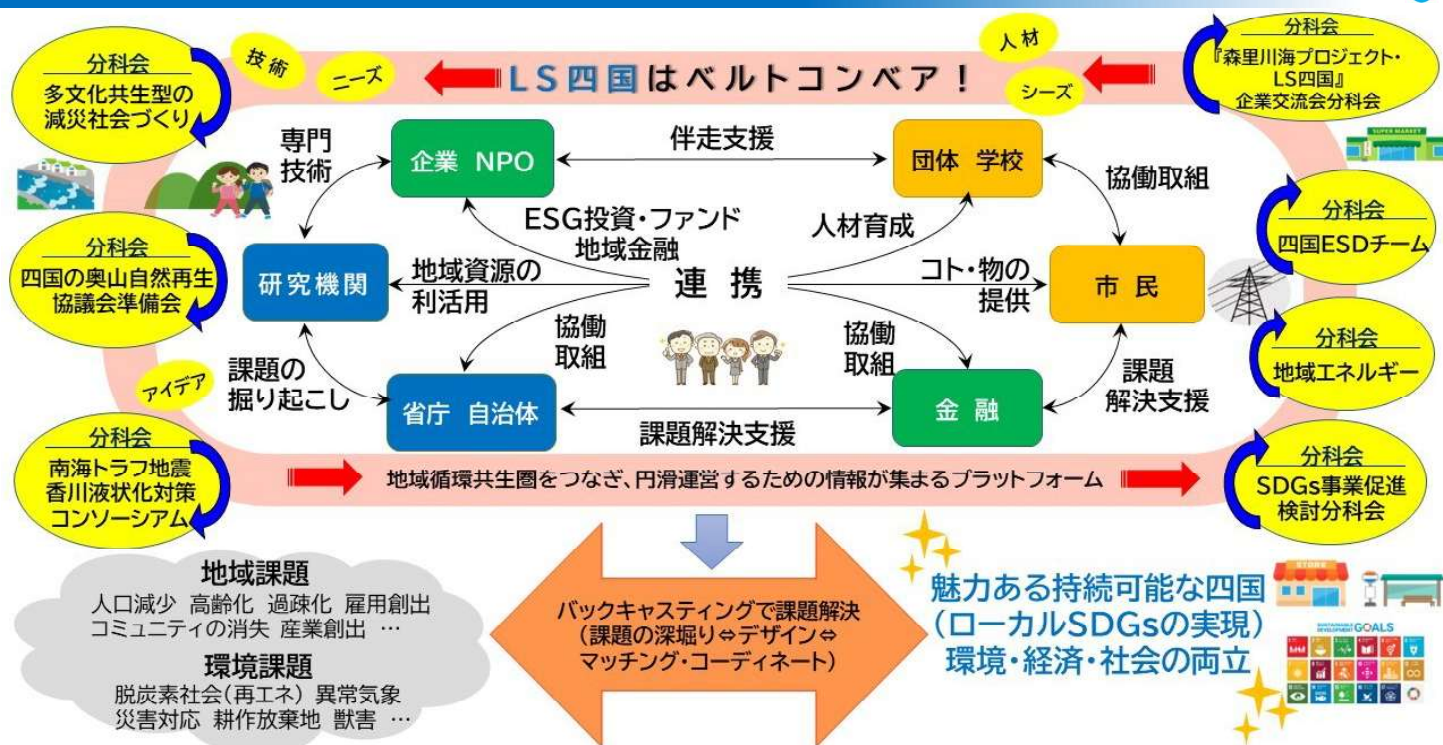 分科会
多文化共生型の
減災社会づくり
技術
ニーズ
LS四国はベルトコンベア！
人材
シーズ
分科会
『森里川海プロジェクト・
LS四国』
企業交流会分科会
SUPER MARKET
専門
技術
企業 NPO
伴走支援
団体 学校
協働取組
ESG投資・ファンド
地域金融
人材育成
分科会
四国の奥山自然再生
協議会準備会
研究機関
地域資源の
利活用
連携
コト・物の
提供
市民
分科会
四国ESDチーム
アイデア
課題の
掘り起こし
協働
取組
協働
取組
課題
解決支援
分科会
地域エネルギー
省庁 自治体
課題解決支援
金融
分科会
南海トラフ地震
香川液状化対策
コンソーシアム
地域循環共生圏をつなぎ、円滑運営するための情報が集まるプラットフォーム
分科会
SDGs事業促進
検討分科会
地域課題
人口減少 高齢化 過疎化 雇用創出
コミュニティの消失 産業創出 …
環境課題
脱炭素社会(再エネ) 異常気象
災害対応 耕作放棄地 獣害 …
バックキャスティングで課題解決
(課題の深堀り⇔デザイン⇔
マッチング・コーディネート)
魅力ある持続可能な四国
(ローカルSDGsの実現)
環境・経済・社会の両立
STORE
SUSTAINABLE
DEVELOPMENT GOALS